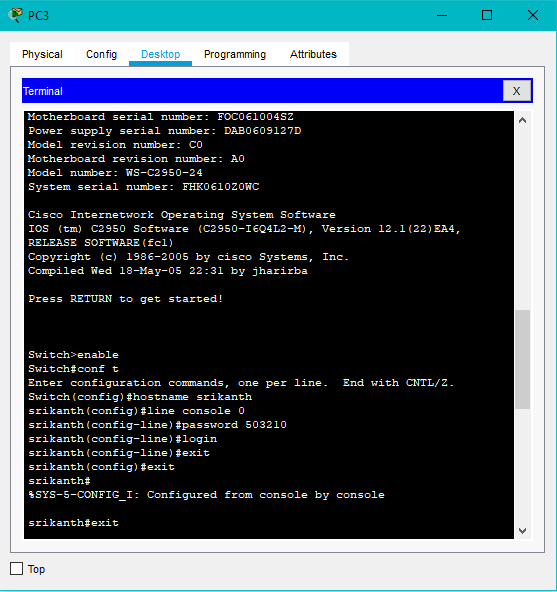 PC3
Physical Config Desktop Programming Attributes
Terminal X
Motherboard serial number: FOC061004SZ
Power supply serial number: DAB0609127D
Model revision number: C0
Motherboard revision number: A0
Model number: WS-C2950-24
System serial number: FHK0610Z0WC
Cisco Internetwork Operating System Software
IOS (tm) C2950 Software (C2950-I6Q4L2-M), Version 12.1(22)EA4,
RELEASE SOFTWARE(fc1)
Copyright (c) 1986-2005 by cisco Systems, Inc.
Compiled Wed 18-May-05 22:31 by jharirba
Press RETURN to get started!
Switch>enable
Switch#conf t
Enter configuration commands, one per line.  End with CNTL/Z.
Switch(config)#hostname srikanth
srikanth(config)#line console 0
srikanth(config-line)#password 503210
srikanth(config-line)#login
srikanth(config-line)#exit
srikanth(config)#exit
srikanth#
%SYS-5-CONFIG_I: Configured from console by console
srikanth#exit
Top